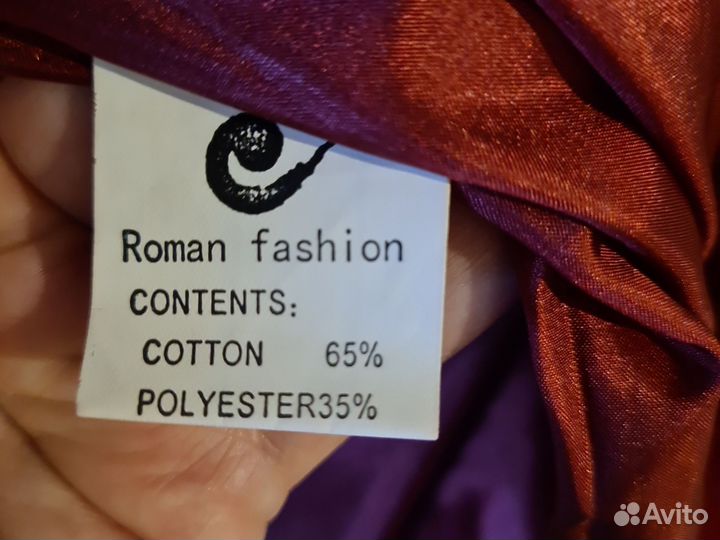 Roman fashion
CONTENTS:
COTTON 65%
POLYESTER35%
Avito